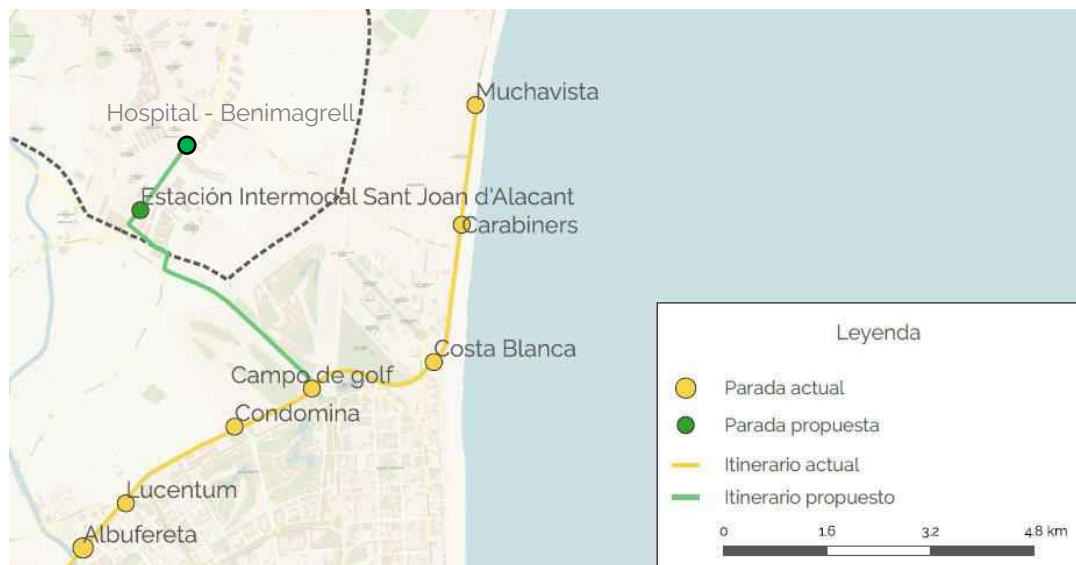 Muchavista
Hospital - Benimagrell
Estación Intermodal Sant Joan d'Alacant
Carabiners
Costa Blanca
Campo de golf
Condomina
Lucentum
Albufereta
Leyenda
Parada actual
Parada propuesta
Itinerario actual
Itinerario propuesto
0 1.6 3.2 4.8 km